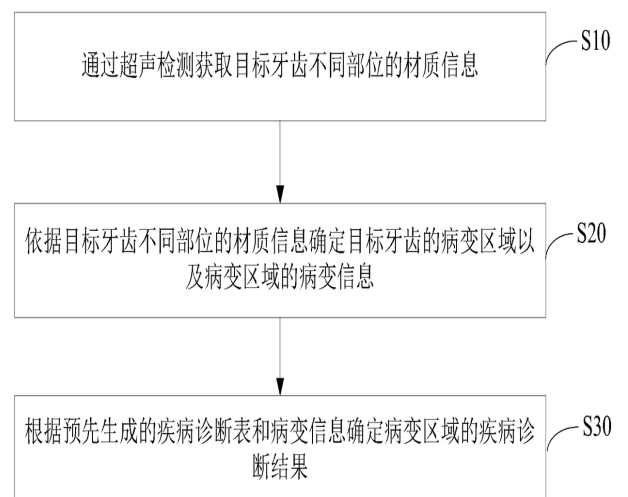 通过超声检测获取目标牙齿不同部位的材质信息
S10
依据目标牙齿不同部位的材质信息确定目标牙齿的病变区域以
及病变区域的病变信息
S20
根据预先生成的疾病诊断表和病变信息确定病变区域的疾病诊
断结果
S30